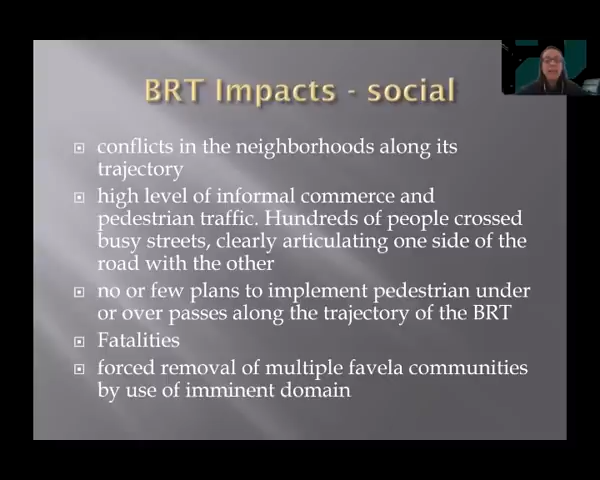 BRT Impacts - social
conflicts in the neighborhoods along its
trajectory
high level of informal commerce and
pedestrian traffic. Hundreds of people crossed
busy streets, clearly articulating one side of the
road with the other
no or few plans to implement pedestrian under
or over passes along the trajectory of the BRT
Fatalities
forced removal of multiple favela communities
by use of imminent domain